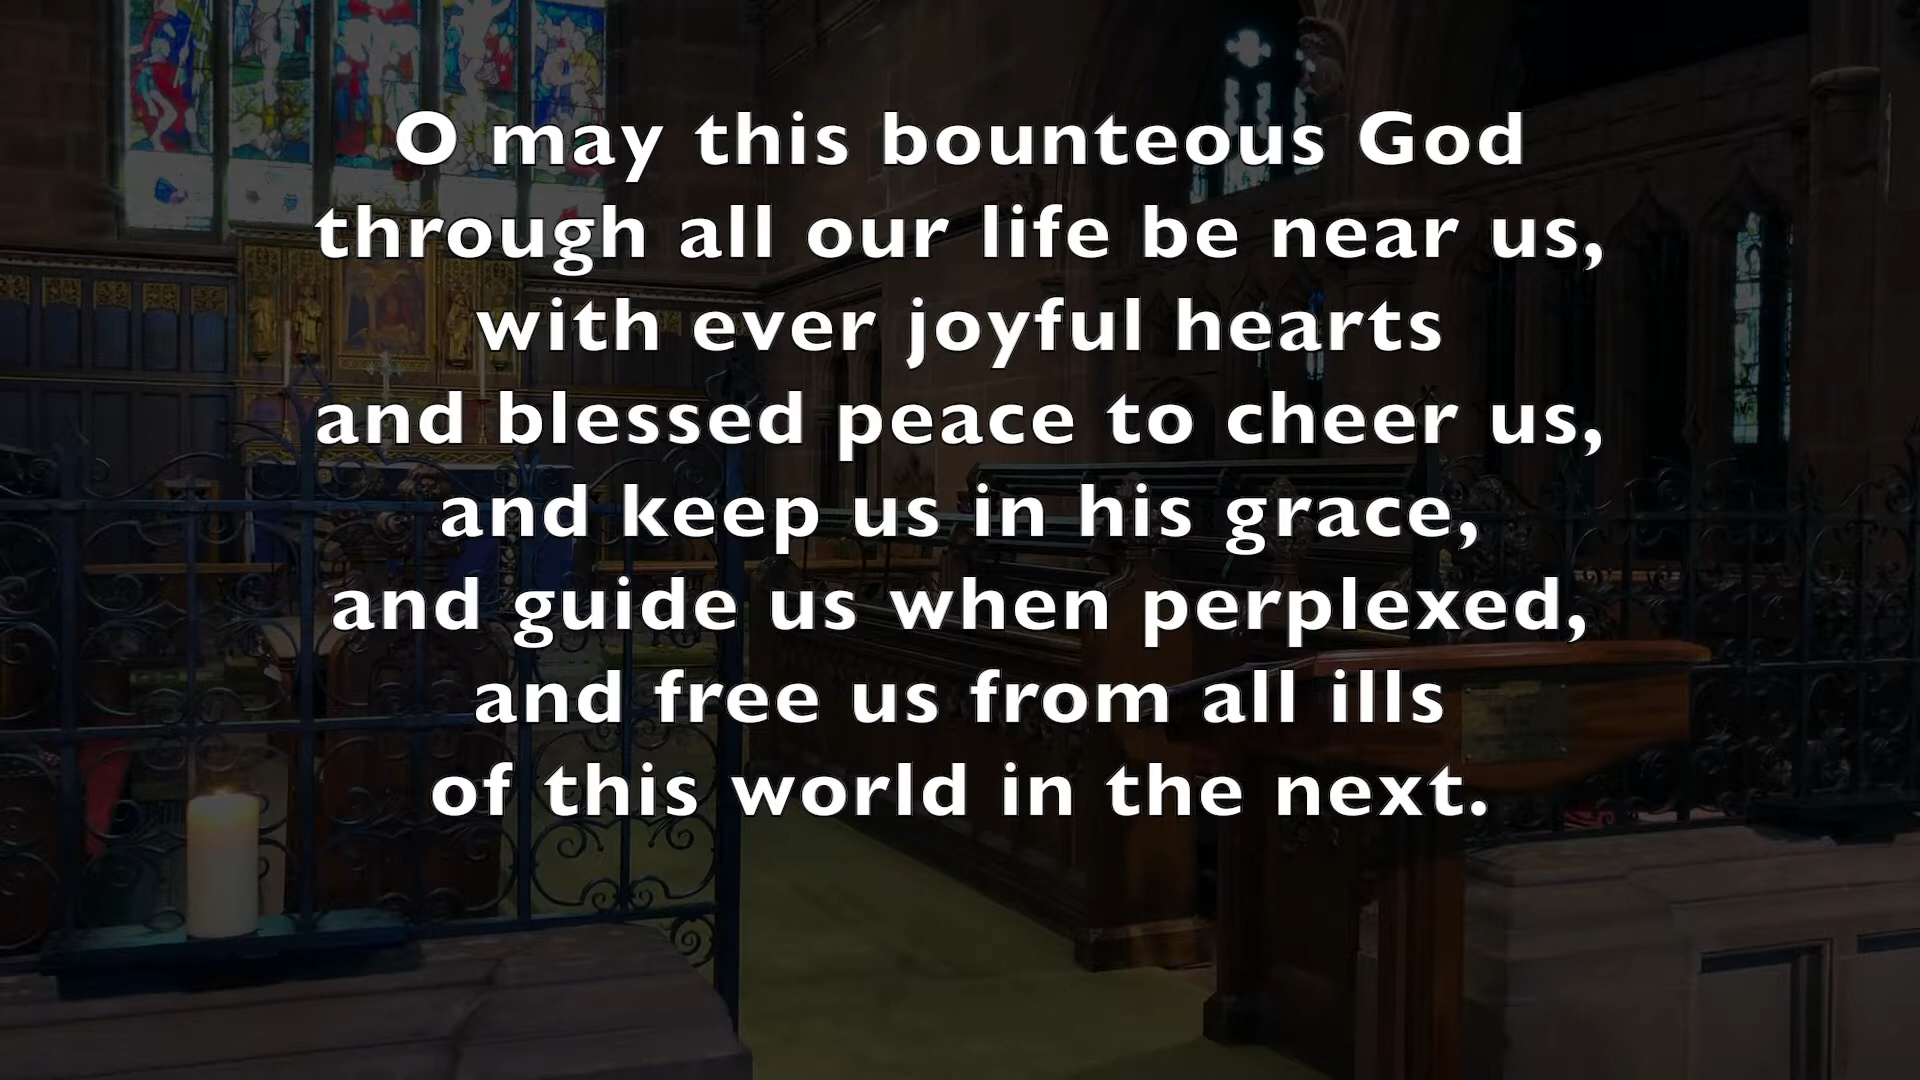 O may this bounteous God
through all our life be near us,
with ever joyful hearts
and blessed peace to cheer us,
and keep us in his grace,
and guide us when perplexed,
and free us from all ills
of this world in the next.